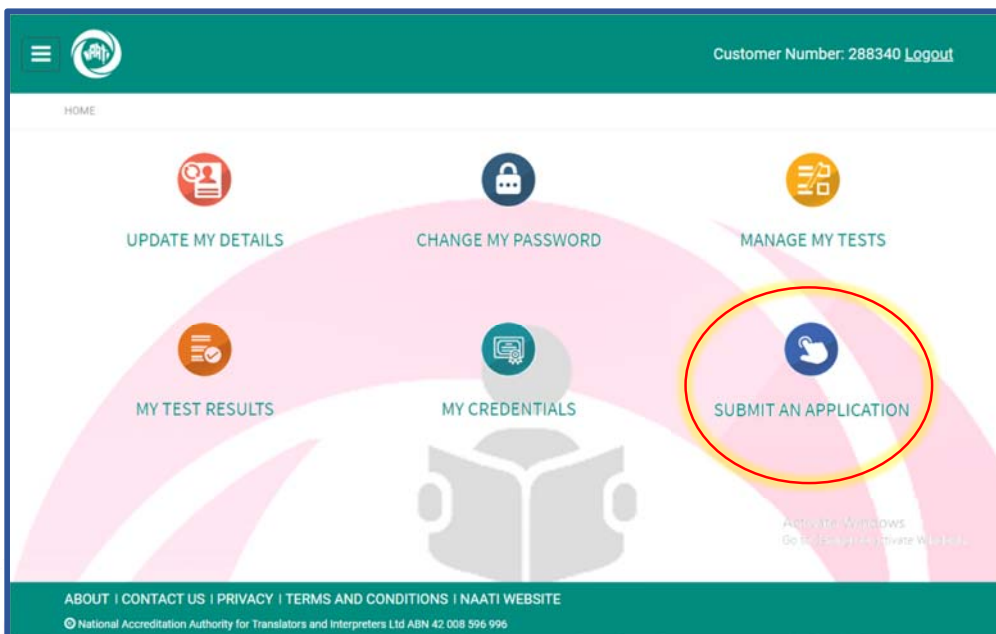 NAATI
Customer Number: 288340 Logout
HOME
UPDATE MY DETAILS
CHANGE MY PASSWORD
MANAGE MY TESTS
MY TEST RESULTS
MY CREDENTIALS
SUBMIT AN APPLICATION
Activate Windows
ABOUT I CONTACT US I PRIVACY I TERMS AND CONDITIONS I NAATI WEBSITE
National Accreditation Authority for Translators and Interpreters Ltd ABN 42 008 596 996